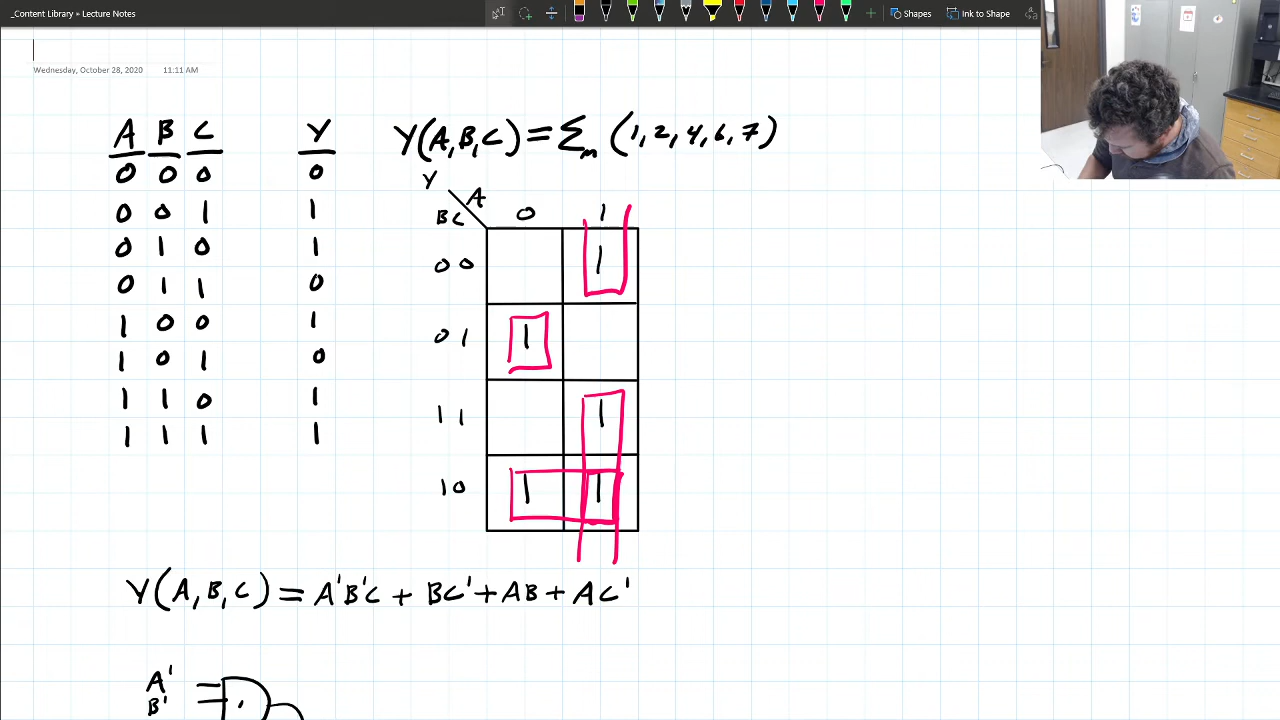 _Content Library » Lecture Notes
Shapes
Ink to Shape
Wednesday, October 28, 2020 11:11 AM
A B C Y
0 0 0 0
0 0 1 1
0 1 0 1
0 1 1 0
1 0 0 1
1 0 1 0
1 1 0 1
1 1 1 1
Y(A,B,C) = Σm (1,2,4,6,7)
Y
A
BC 0 1
00 1
01 1
11 1
10 1 1
Y(A,B,C) = A'B'C + BC' + AB + AC'
A'
B'